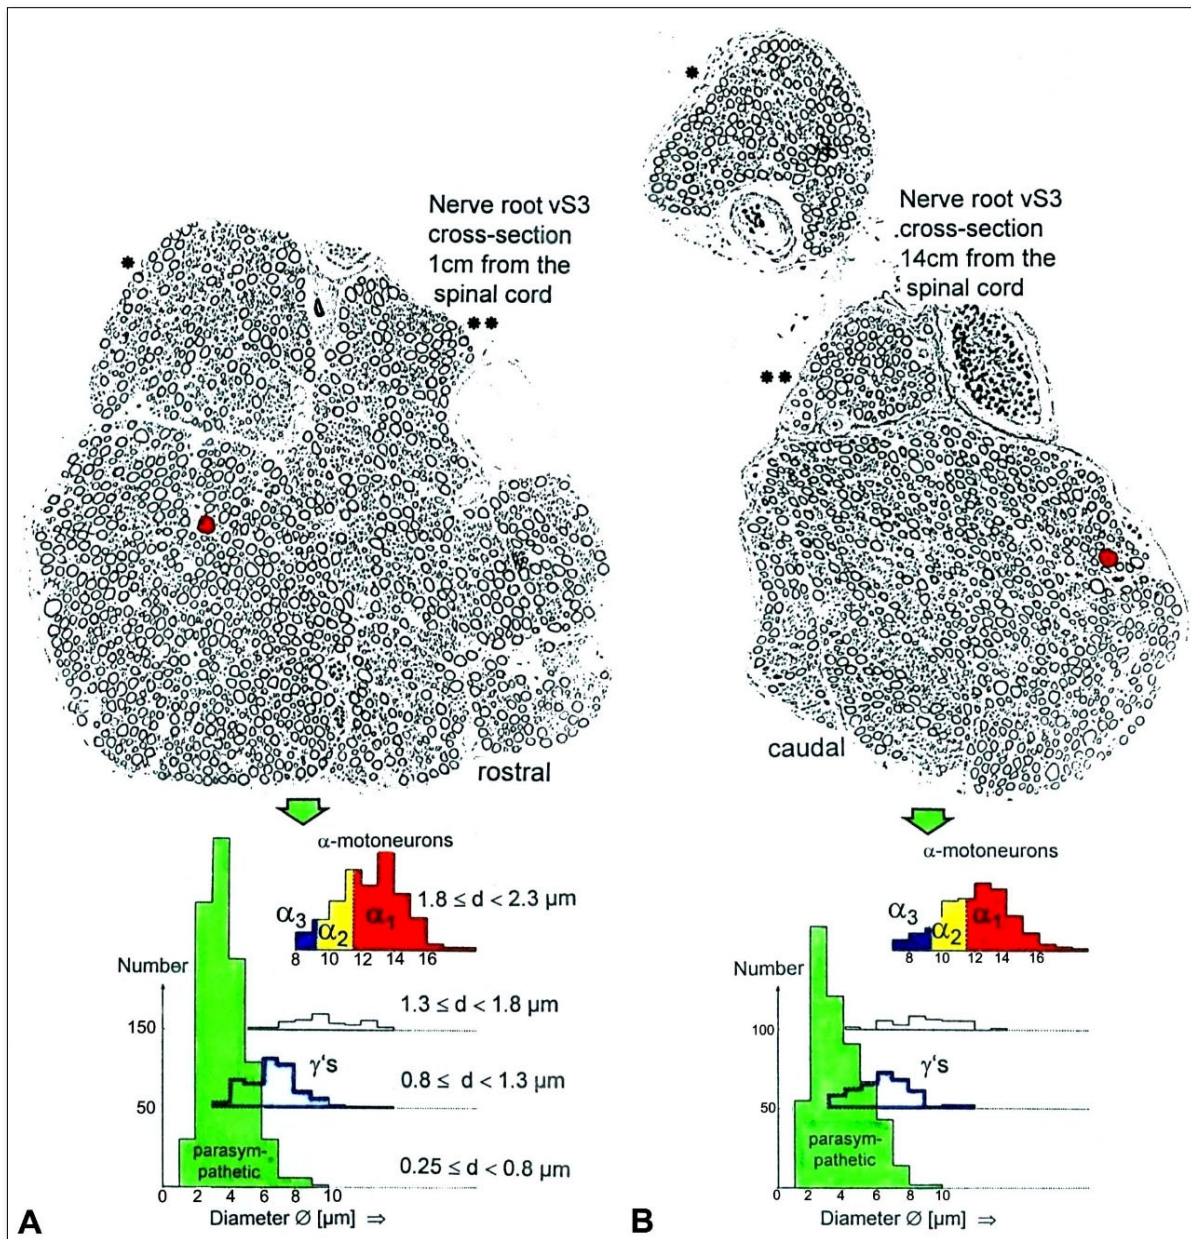 *
Nerve root vS3
cross-section
1cm from the
spinal cord
*
**
rostral
α-motoneurons
α3
α2
α1
1.8 ≤ d < 2.3 µm
8 10 12 14 16
Number
1.3 ≤ d < 1.8 µm
150
γ's
0.8 ≤ d < 1.3 µm
50
parasym-
pathetic
0.25 ≤ d < 0.8 µm
0 2 4 6 8 10
Diameter Ø [µm] ⇒
A
Nerve root vS3
cross-section
14cm from the
spinal cord
**
caudal
α-motoneurons
α3
α2
α1
8 10 12 14 16
Number
100
γ's
50
parasym-
pathetic
0 2 4 6 8 10
Diameter Ø [µm] ⇒
B